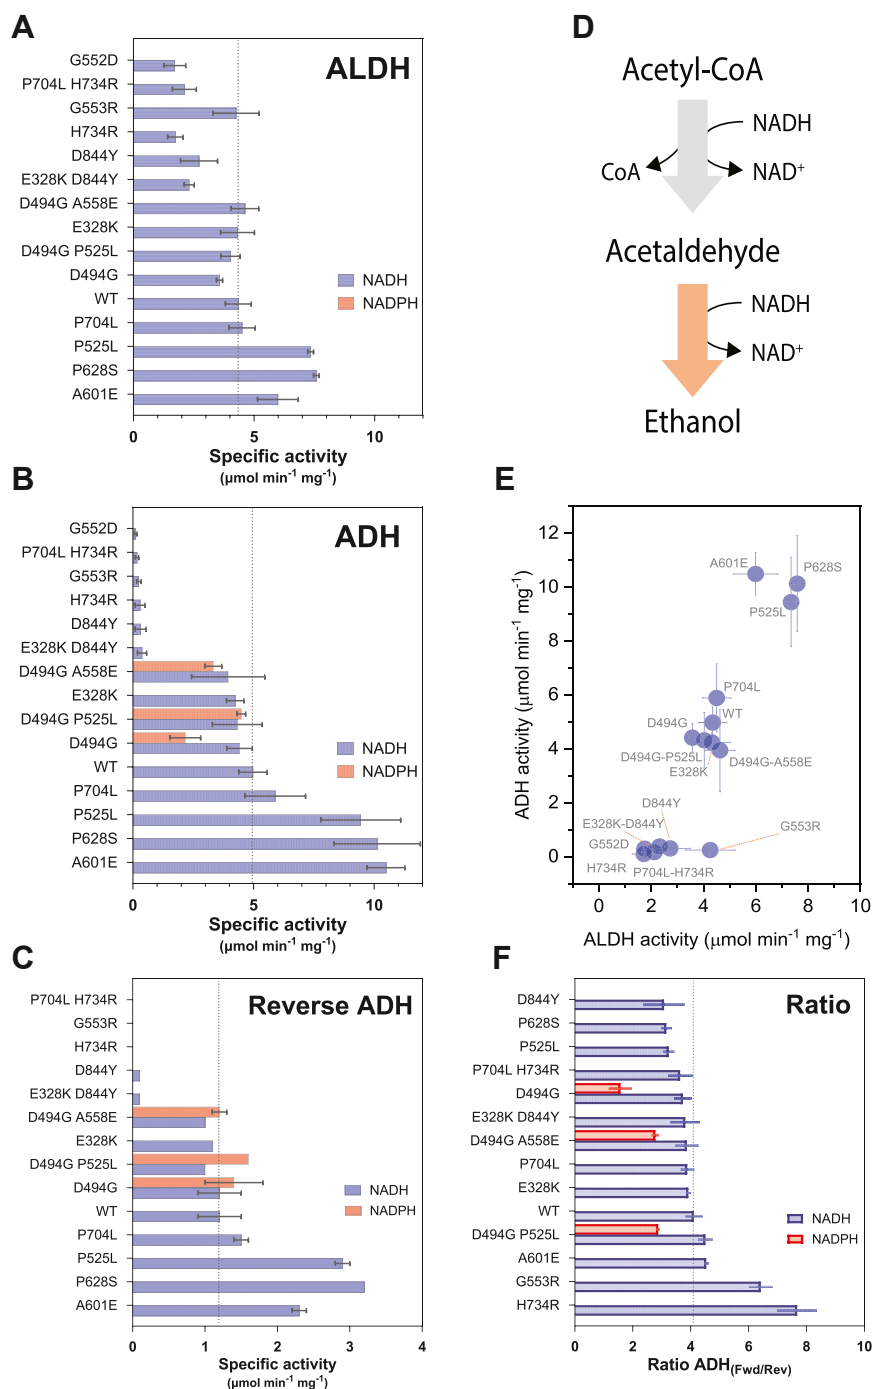 A
ALDH
G552D
P704L H734R
G553R
H734R
D844Y
E328K D844Y
D494G A558E
E328K
D494G P525L
D494G
WT
P704L
P525L
P628S
A601E
NADH
NADPH
0 5 10
Specific activity
(µmol min⁻¹ mg⁻¹)
B
ADH
G552D
P704L H734R
G553R
H734R
D844Y
E328K D844Y
D494G A558E
E328K
D494G P525L
D494G
WT
P704L
P525L
P628S
A601E
NADH
NADPH
0 5 10
Specific activity
(µmol min⁻¹ mg⁻¹)
C
Reverse ADH
P704L H734R
G553R
H734R
D844Y
E328K D844Y
D494G A558E
E328K
D494G P525L
D494G
WT
P704L
P525L
P628S
A601E
NADH
NADPH
0 1 2 3 4
Specific activity
(µmol min⁻¹ mg⁻¹)
D
Acetyl-CoA
NADH
CoA
NAD⁺
Acetaldehyde
NADH
NAD⁺
Ethanol
E
ADH activity (µmol min⁻¹ mg⁻¹)
12
10
8
6
4
2
0
A601E
P628S
P525L
P704L
WT
D494G
D494G-P525L
E328K
D494G-A558E
D844Y
E328K-D844Y
G553R
G552D
H734R
P704L-H734R
0 2 4 6 8 10
ALDH activity (µmol min⁻¹ mg⁻¹)
F
Ratio
D844Y
P628S
P525L
P704L H734R
D494G
E328K D844Y
D494G A558E
P704L
E328K
WT
D494G P525L
A601E
G553R
H734R
NADH
NADPH
0 2 4 6 8 10
Ratio ADH(Fwd/Rev)